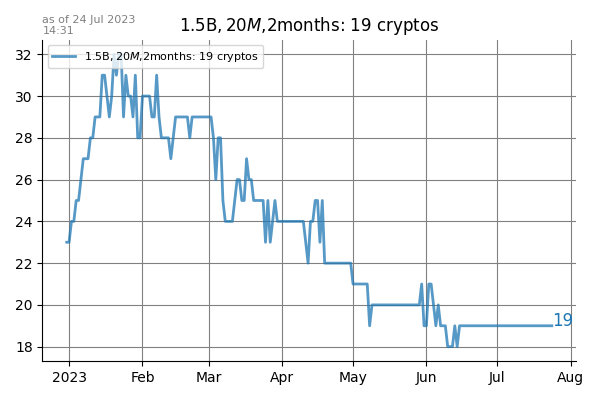 as of 24 Jul 2023
14:31
1.5B, 20M,2months: 19 cryptos
1.5B, 20M,2months: 19 cryptos
32
30
28
26
24
22
20
18
19
2023 Feb Mar Apr May Jun Jul Aug